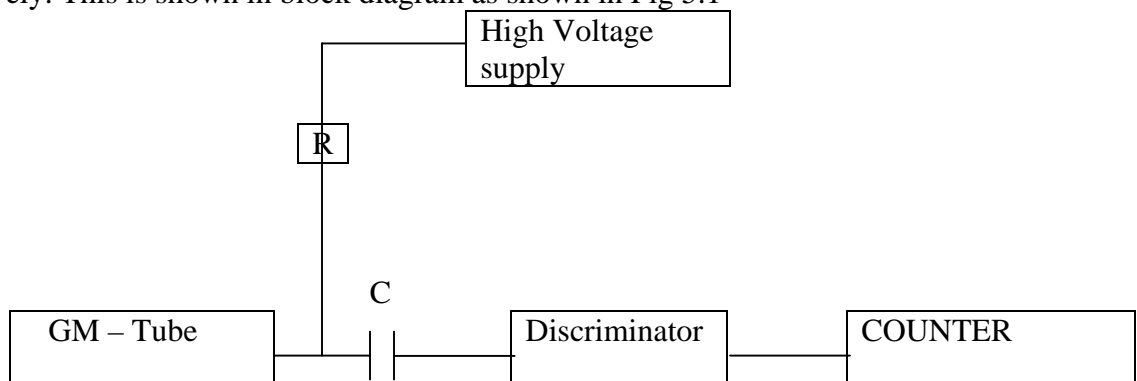 ely. This is shown in block diagram as shown in Fig 5.1
High Voltage
supply
R
C
GM – Tube
Discriminator
COUNTER